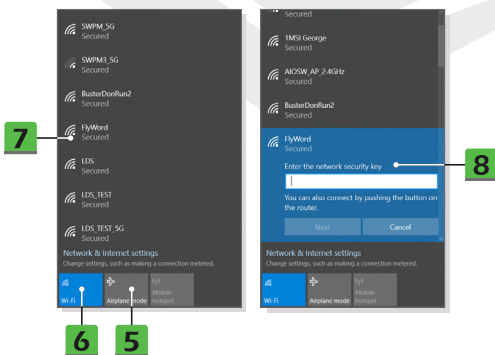 SWPM_5G
Secured
SWPM3_5G
Secured
BusterDonRun2
Secured
7
FlyWord
Secured
LDS
Secured
LDS_TEST
Secured
LDS_TEST_5G
Secured
Network & Internet settings
Change settings, such as making a connection metered.
Wi-Fi
Airplane mode
Mobile hotspot
6
5
Secured
1MSI George
Secured
AIOSW_AP_2.4GHz
Secured
BusterDonRun2
Secured
FlyWord
Secured
8
Enter the network security key
You can also connect by pushing the button on
the router.
Next
Cancel
Network & Internet settings
Change settings, such as making a connection metered.
Wi-Fi
Airplane mode
Mobile
hotspot